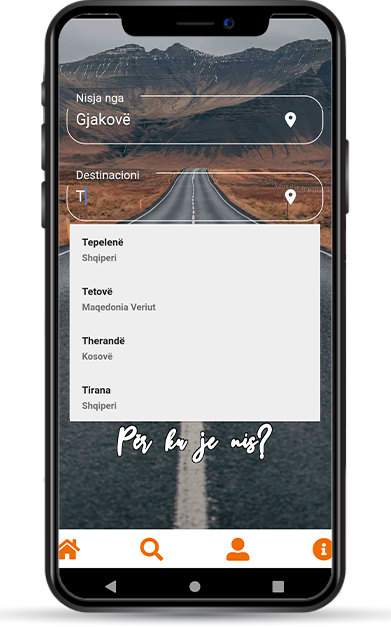 Nisja nga
Gjakovë
Destinacioni
T
Tepelenë
Shqiperi
Tetovë
Maqedonia Veriut
Therandë
Kosovë
Tirana
Shqiperi
Për ku je nis?